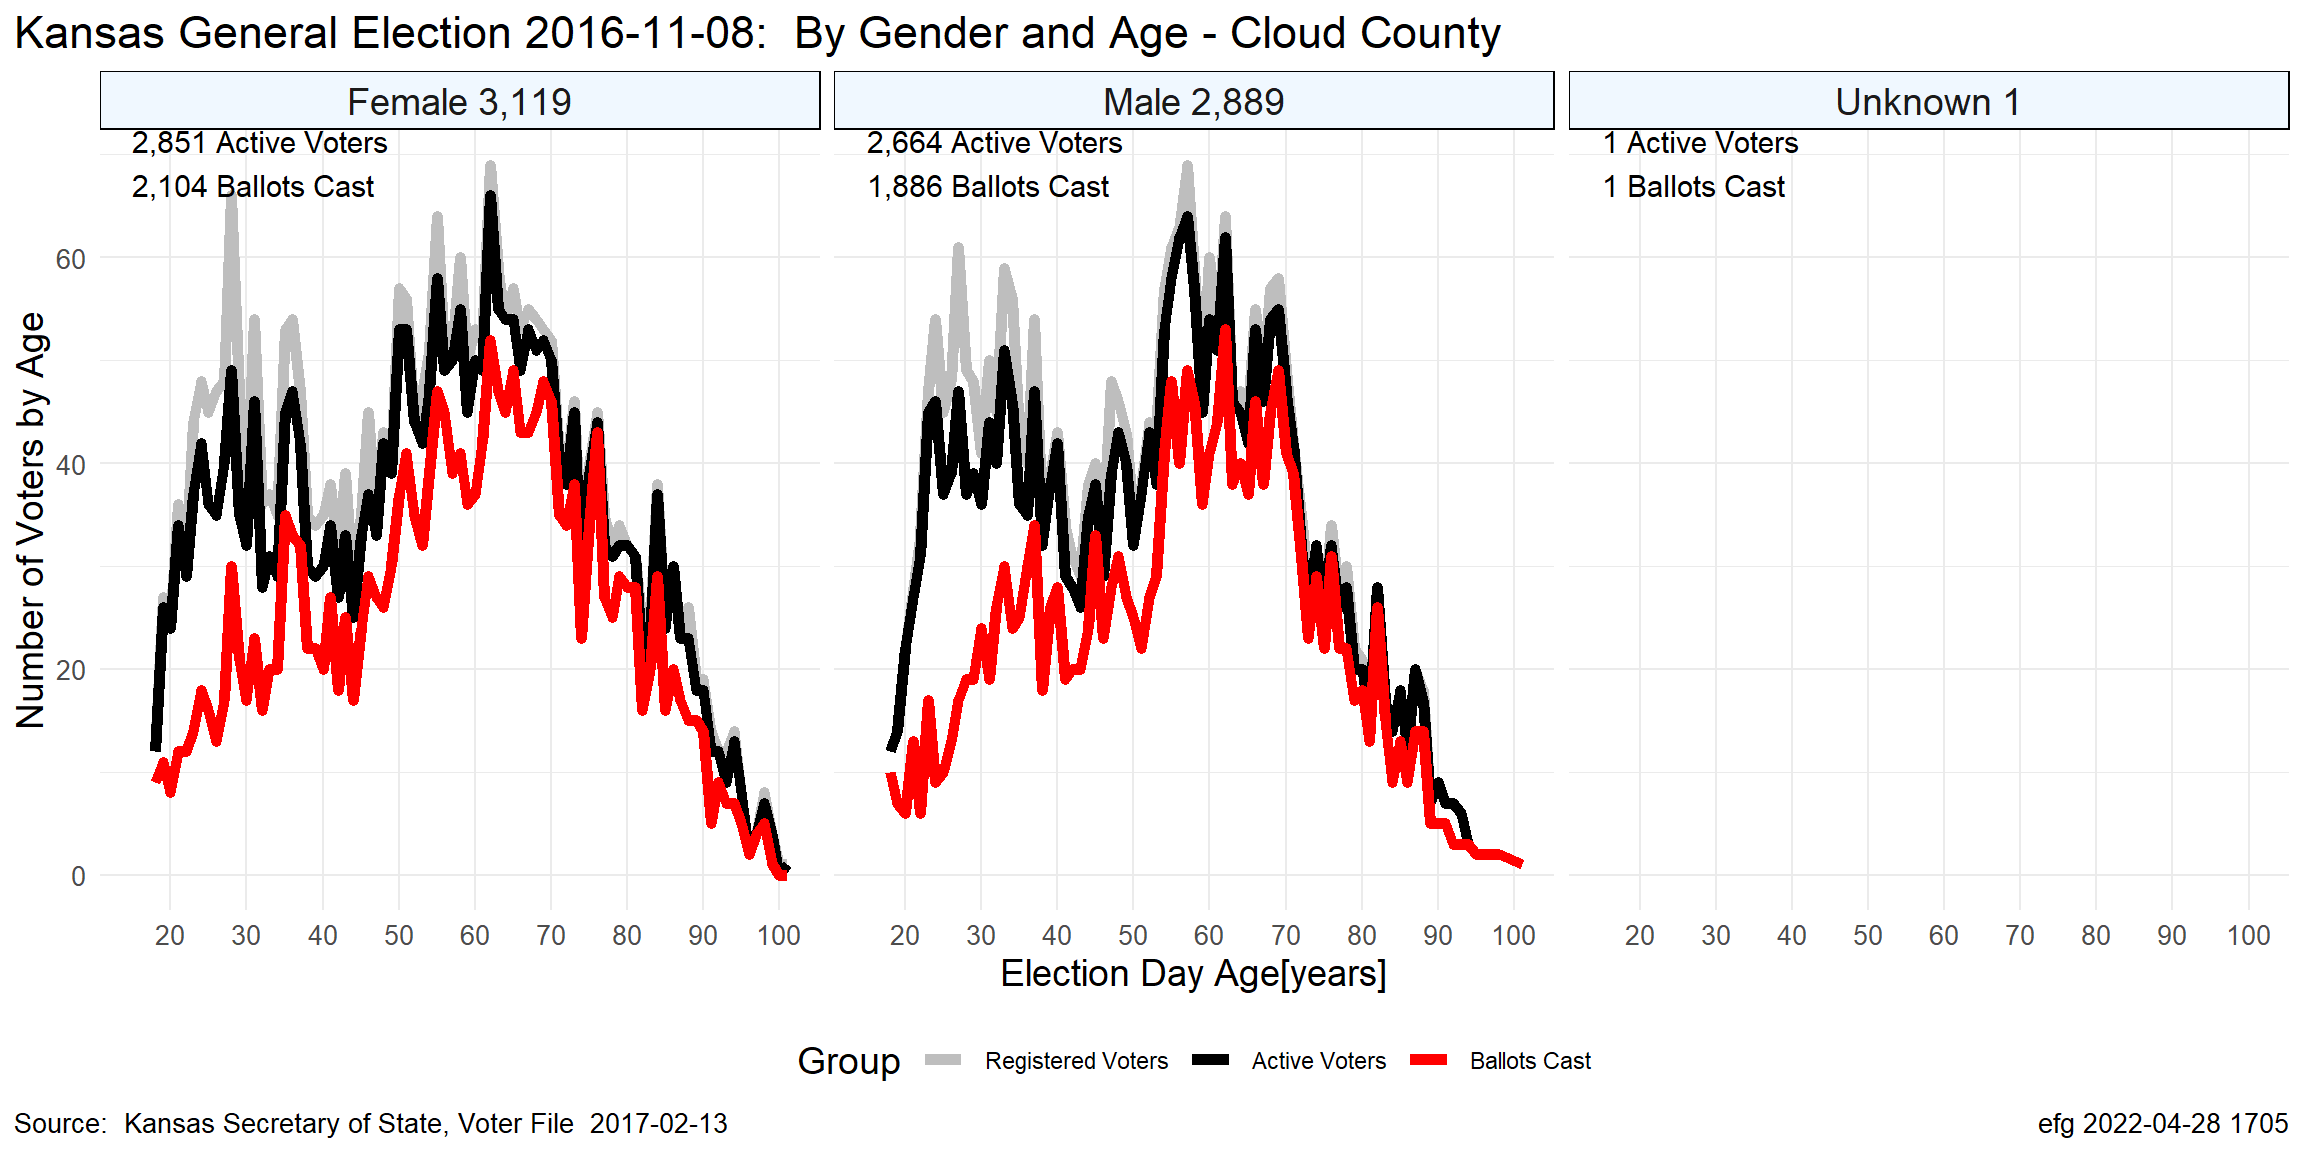 Kansas General Election 2016-11-08:  By Gender and Age - Cloud County
Female 3,119
Male 2,889
Unknown 1
2,851 Active Voters
2,104 Ballots Cast
2,664 Active Voters
1,886 Ballots Cast
1 Active Voters
1 Ballots Cast
Number of Voters by Age
60
40
20
0
20 30 40 50 60 70 80 90 100
20 30 40 50 60 70 80 90 100
20 30 40 50 60 70 80 90 100
Election Day Age[years]
Group Registered Voters Active Voters Ballots Cast
Source:  Kansas Secretary of State, Voter File  2017-02-13
efg 2022-04-28 1705